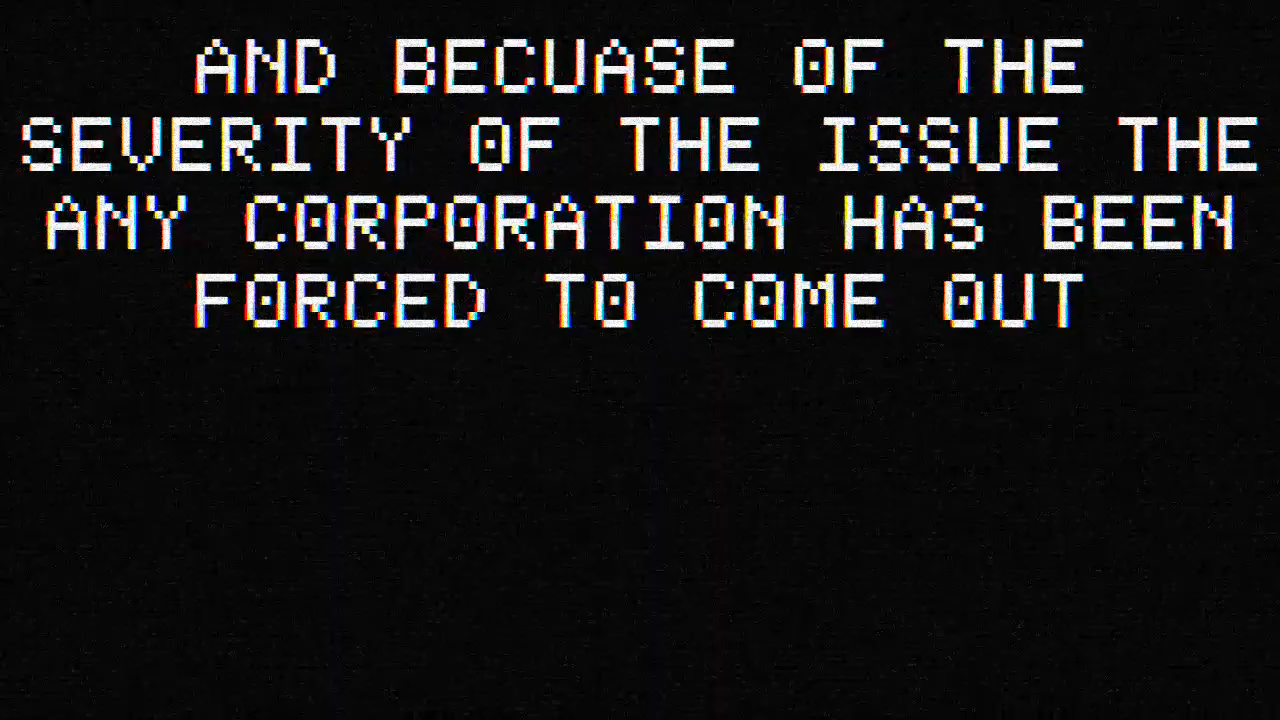 AND BECUASE OF THE
SEVERITY OF THE ISSUE THE
ANY CORPORATION HAS BEEN
FORCED TO COME OUT